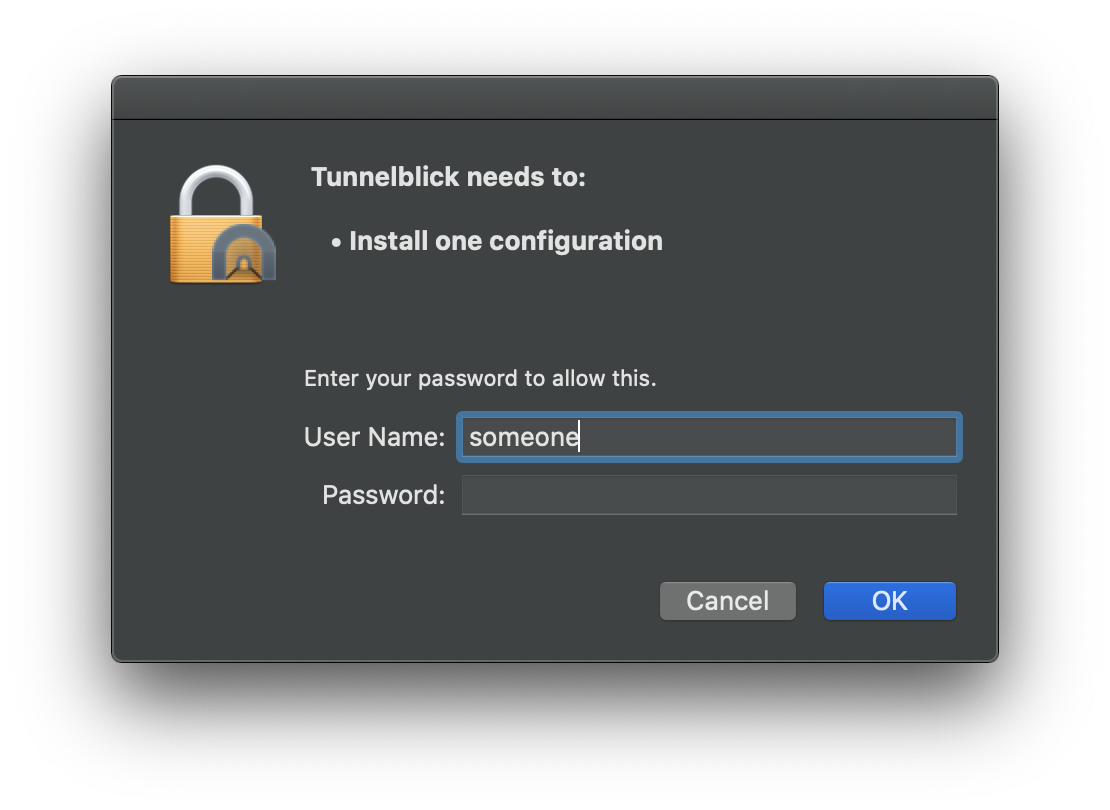 Tunnelblick needs to:
• Install one configuration
Enter your password to allow this.
User Name: someone
Password:
Cancel OK